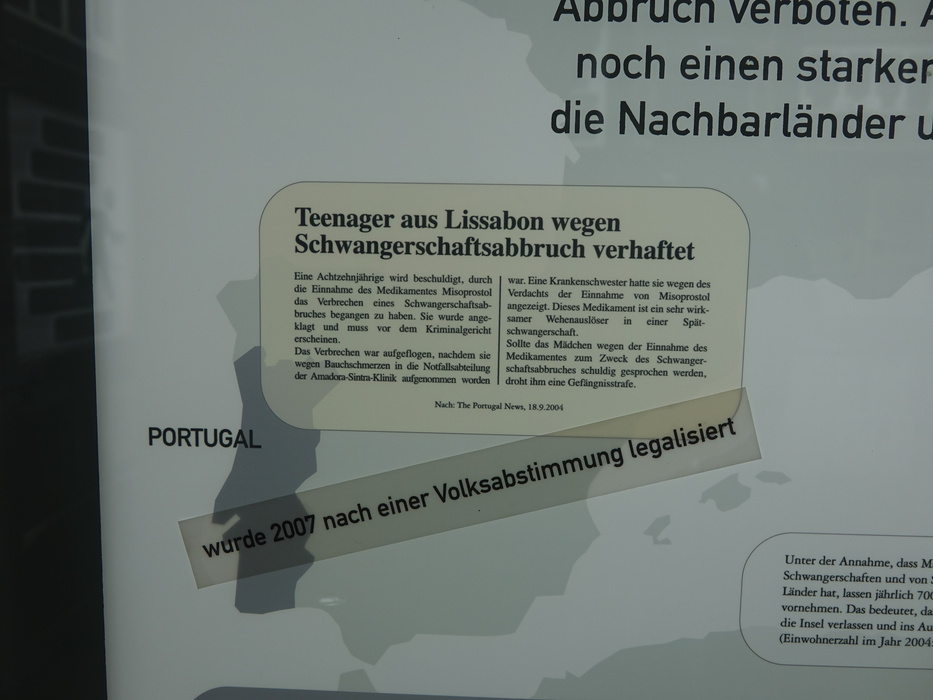 Abbruch verboten.
noch einen
die Nachbarländer
Teenager aus Lissabon wegen
Schwangerschaftsabbruch verhaftet
Eine Achtzehnjährige wird beschuldigt, durch
die Einnahme des Medikamentes Misoprostol
das Verbrechen eines Schwangerschaftsab-
bruches begangen zu haben. Sie wurde ange-
klagt und muss vor dem Kriminalgericht
erscheinen.
Das Verbrechen war aufgeflogen, nachdem sie
wegen Bauchschmerzen in die Notfallsabteilung
der Amadora-Sintra-Klinik aufgenommen worden
war. Eine Krankenschwester hatte sie wegen des
Verdachts der Einnahme von Misoprostol
angezeigt. Dieses Medikament ist ein sehr wirk-
samer Wehenauslöser in einer Spät-
schwangerschaft.
Sollte das Mädchen wegen der Einnahme des
Medikamentes zum Zweck des Schwanger-
schaftsabbruches schuldig gesprochen werden,
droht ihm eine Gefängnisstrafe.
Nach: The Portugal News, 18.9.2004
PORTUGAL
wurde 2007 nach einer Volksabstimmung legalisiert
Unter der Annahme, dass
Schwangerschaften und von
Länder hat, lassen jährlich
vornehmen. Das bedeutet,
die Insel verlassen und ins
(Einwohnerzahl im Jahr 2004: